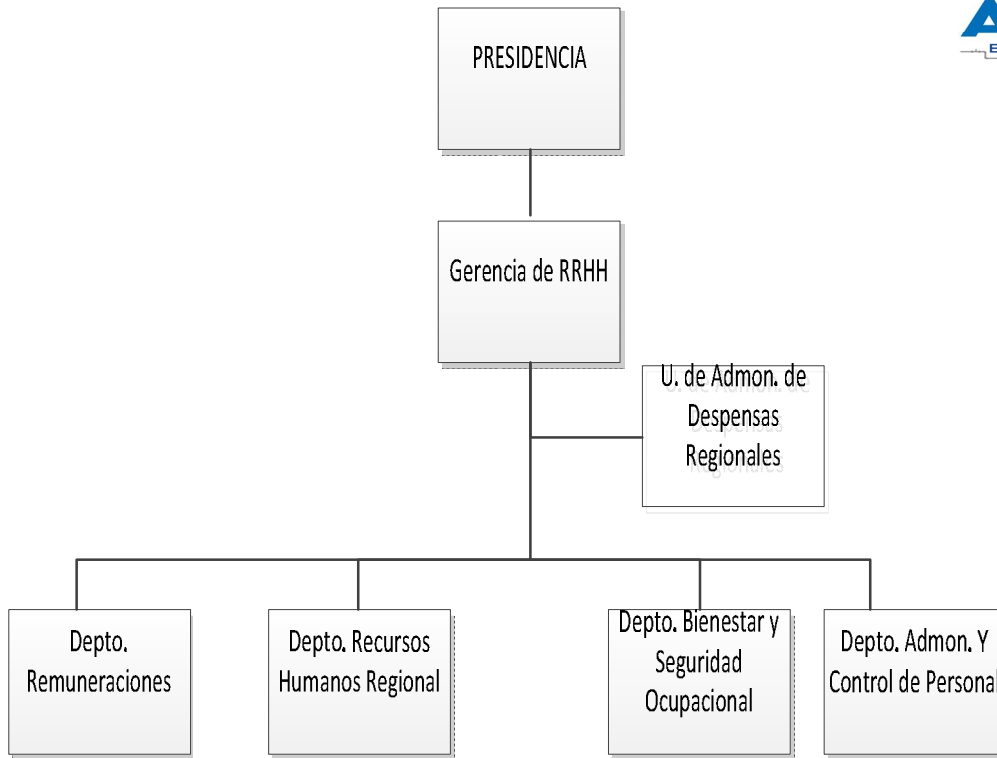 PRESIDENCIA
Gerencia de RRHH
U. de Admon. de
Despensas
Regionales
Depto.
Remuneraciones
Depto. Recursos
Humanos Regional
Depto. Bienestar y
Seguridad
Ocupacional
Depto. Admon. Y
Control de Personal